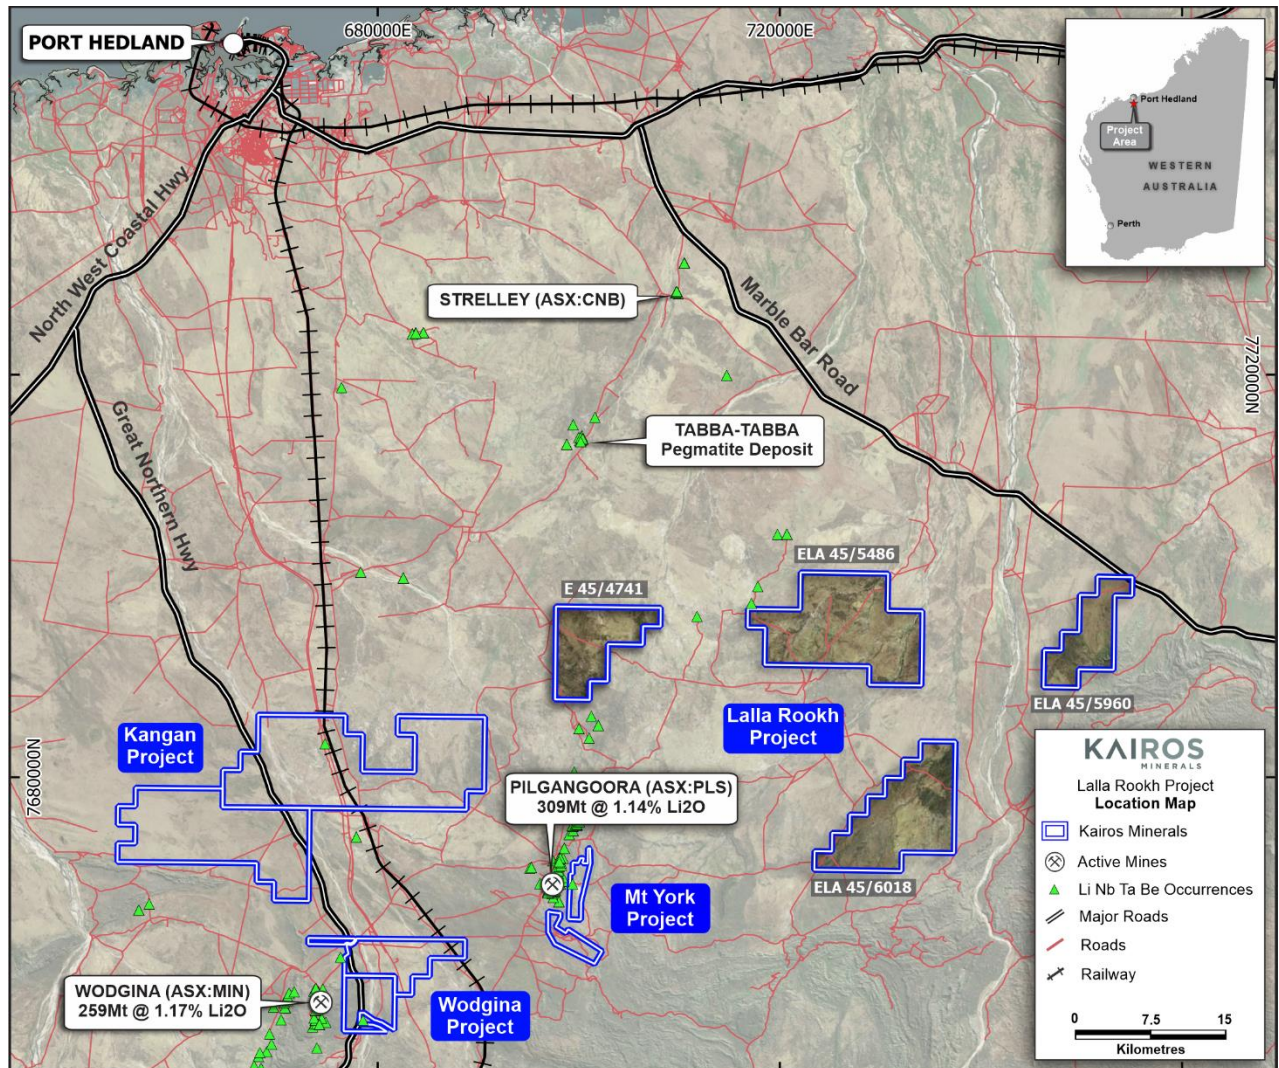 PORT HEDLAND
680000E
720000E
Port Hedland
Project
Area
WESTERN
AUSTRALIA
Perth
North West Coastal Hwy
STRELLEY (ASX:CNB)
Marble Bar Road
7720000N
Great Northern Hwy
TABBA-TABBA
Pegmatite Deposit
E 45/4741
ELA 45/5486
ELA 45/5960
Kangan
Project
Lalla Rookh
Project
7680000N
PILGANGOORA (ASX:PLS)
309Mt @ 1.14% Li2O
ELA 45/6018
Mt York
Project
WODGINA (ASX:MIN)
259Mt @ 1.17% Li2O
Wodgina
Project
KAIROS
MINERALS
Lalla Rookh Project
Location Map
Kairos Minerals
Active Mines
Li Nb Ta Be Occurrences
Major Roads
Roads
Railway
0 7.5 15
Kilometres